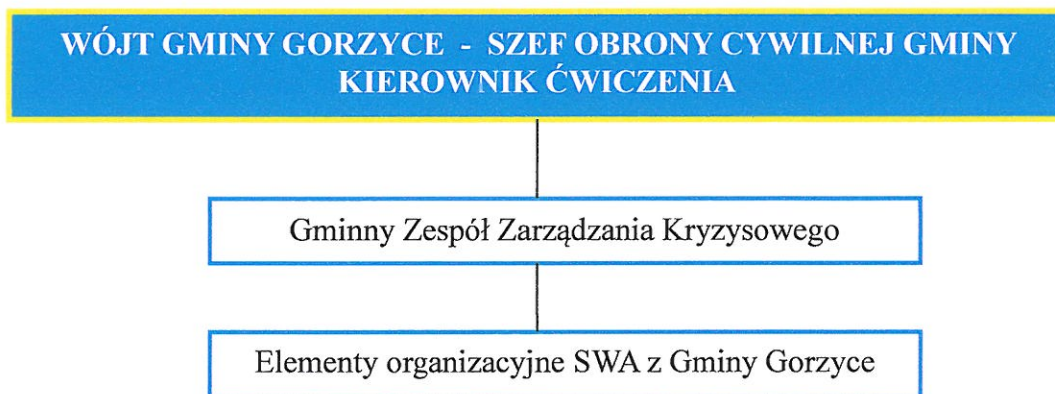 WÓJT GMINY GORZYCE - SZEF OBRONY CYWILNEJ GMINY
KIEROWNIK ĆWICZENIA
Gminny Zespół Zarządzania Kryzysowego
Elementy organizacyjne SWA z Gminy Gorzyce